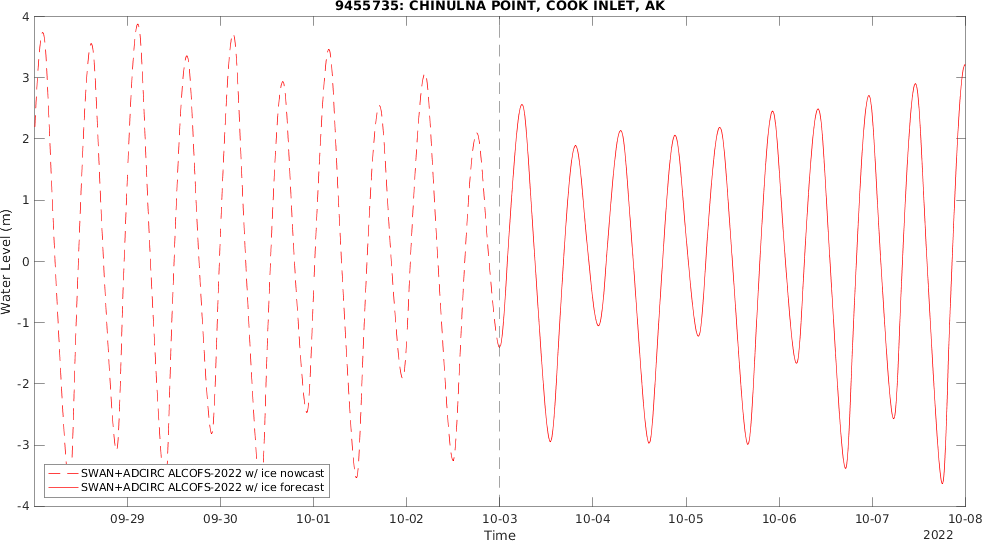 9455735: CHINULNA POINT, COOK INLET, AK
4
3
2
1
0
-1
-2
-3
-4
Water Level (m)
SWAN+ADCIRC ALCOFS-2022 w/ ice nowcast
SWAN+ADCIRC ALCOFS-2022 w/ ice forecast
09-29 09-30 10-01 10-02 10-03 10-04 10-05 10-06 10-07 10-08
Time
2022